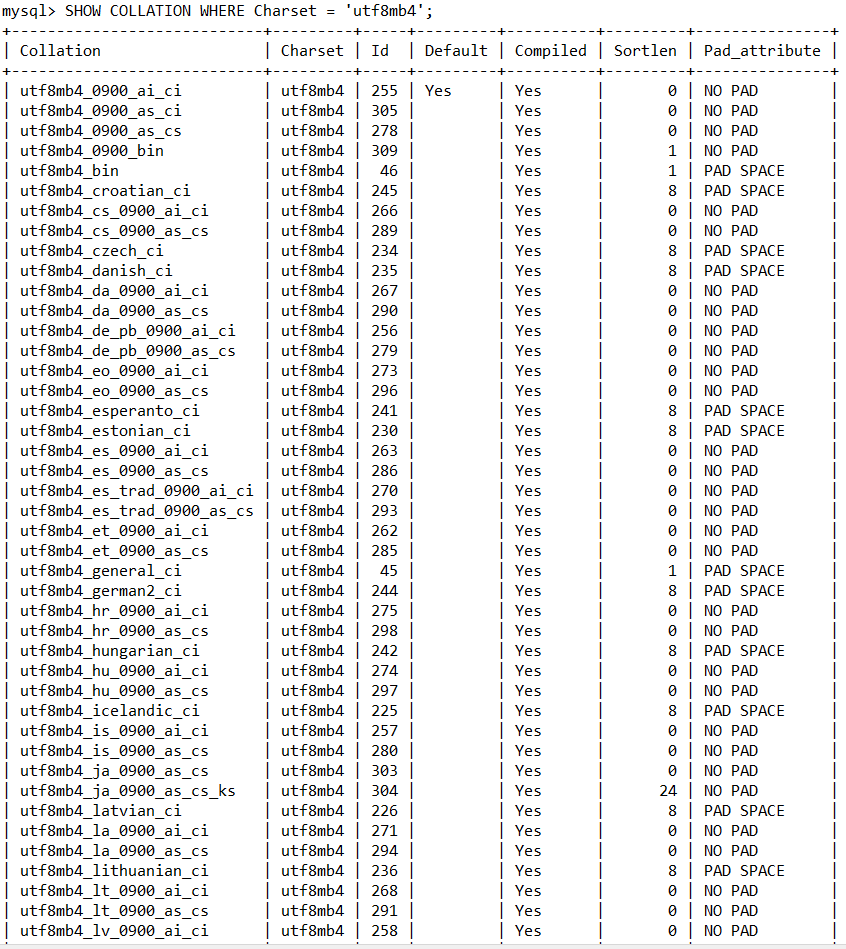 mysql> SHOW COLLATION WHERE Charset = 'utf8mb4';
+----------------------------+---------+-----+---------+----------+---------+---------------+
| Collation                  | Charset | Id  | Default | Compiled | Sortlen | Pad_attribute |
+----------------------------+---------+-----+---------+----------+---------+---------------+
| utf8mb4_0900_ai_ci         | utf8mb4 | 255 | Yes     | Yes      |       0 | NO PAD        |
| utf8mb4_0900_as_ci         | utf8mb4 | 305 |         | Yes      |       0 | NO PAD        |
| utf8mb4_0900_as_cs         | utf8mb4 | 278 |         | Yes      |       0 | NO PAD        |
| utf8mb4_0900_bin           | utf8mb4 | 309 |         | Yes      |       1 | NO PAD        |
| utf8mb4_bin                | utf8mb4 |  46 |         | Yes      |       1 | PAD SPACE     |
| utf8mb4_croatian_ci        | utf8mb4 | 245 |         | Yes      |       8 | PAD SPACE     |
| utf8mb4_cs_0900_ai_ci      | utf8mb4 | 266 |         | Yes      |       0 | NO PAD        |
| utf8mb4_cs_0900_as_cs      | utf8mb4 | 289 |         | Yes      |       0 | NO PAD        |
| utf8mb4_czech_ci           | utf8mb4 | 234 |         | Yes      |       8 | PAD SPACE     |
| utf8mb4_danish_ci          | utf8mb4 | 235 |         | Yes      |       8 | PAD SPACE     |
| utf8mb4_da_0900_ai_ci      | utf8mb4 | 267 |         | Yes      |       0 | NO PAD        |
| utf8mb4_da_0900_as_cs      | utf8mb4 | 290 |         | Yes      |       0 | NO PAD        |
| utf8mb4_de_pb_0900_ai_ci   | utf8mb4 | 256 |         | Yes      |       0 | NO PAD        |
| utf8mb4_de_pb_0900_as_cs   | utf8mb4 | 279 |         | Yes      |       0 | NO PAD        |
| utf8mb4_eo_0900_ai_ci      | utf8mb4 | 273 |         | Yes      |       0 | NO PAD        |
| utf8mb4_eo_0900_as_cs      | utf8mb4 | 296 |         | Yes      |       0 | NO PAD        |
| utf8mb4_esperanto_ci       | utf8mb4 | 241 |         | Yes      |       8 | PAD SPACE     |
| utf8mb4_estonian_ci        | utf8mb4 | 230 |         | Yes      |       8 | PAD SPACE     |
| utf8mb4_es_0900_ai_ci      | utf8mb4 | 263 |         | Yes      |       0 | NO PAD        |
| utf8mb4_es_0900_as_cs      | utf8mb4 | 286 |         | Yes      |       0 | NO PAD        |
| utf8mb4_es_trad_0900_ai_ci | utf8mb4 | 270 |         | Yes      |       0 | NO PAD        |
| utf8mb4_es_trad_0900_as_cs | utf8mb4 | 293 |         | Yes      |       0 | NO PAD        |
| utf8mb4_et_0900_ai_ci      | utf8mb4 | 262 |         | Yes      |       0 | NO PAD        |
| utf8mb4_et_0900_as_cs      | utf8mb4 | 285 |         | Yes      |       0 | NO PAD        |
| utf8mb4_general_ci         | utf8mb4 |  45 |         | Yes      |       1 | PAD SPACE     |
| utf8mb4_german2_ci         | utf8mb4 | 244 |         | Yes      |       8 | PAD SPACE     |
| utf8mb4_hr_0900_ai_ci      | utf8mb4 | 275 |         | Yes      |       0 | NO PAD        |
| utf8mb4_hr_0900_as_cs      | utf8mb4 | 298 |         | Yes      |       0 | NO PAD        |
| utf8mb4_hungarian_ci       | utf8mb4 | 242 |         | Yes      |       8 | PAD SPACE     |
| utf8mb4_hu_0900_ai_ci      | utf8mb4 | 274 |         | Yes      |       0 | NO PAD        |
| utf8mb4_hu_0900_as_cs      | utf8mb4 | 297 |         | Yes      |       0 | NO PAD        |
| utf8mb4_icelandic_ci       | utf8mb4 | 225 |         | Yes      |       8 | PAD SPACE     |
| utf8mb4_is_0900_ai_ci      | utf8mb4 | 257 |         | Yes      |       0 | NO PAD        |
| utf8mb4_is_0900_as_cs      | utf8mb4 | 280 |         | Yes      |       0 | NO PAD        |
| utf8mb4_ja_0900_as_cs      | utf8mb4 | 303 |         | Yes      |       0 | NO PAD        |
| utf8mb4_ja_0900_as_cs_ks   | utf8mb4 | 304 |         | Yes      |      24 | NO PAD        |
| utf8mb4_latvian_ci         | utf8mb4 | 226 |         | Yes      |       8 | PAD SPACE     |
| utf8mb4_la_0900_ai_ci      | utf8mb4 | 271 |         | Yes      |       0 | NO PAD        |
| utf8mb4_la_0900_as_cs      | utf8mb4 | 294 |         | Yes      |       0 | NO PAD        |
| utf8mb4_lithuanian_ci      | utf8mb4 | 236 |         | Yes      |       8 | PAD SPACE     |
| utf8mb4_lt_0900_ai_ci      | utf8mb4 | 268 |         | Yes      |       0 | NO PAD        |
| utf8mb4_lt_0900_as_cs      | utf8mb4 | 291 |         | Yes      |       0 | NO PAD        |
| utf8mb4_lv_0900_ai_ci      | utf8mb4 | 258 |         | Yes      |       0 | NO PAD        |